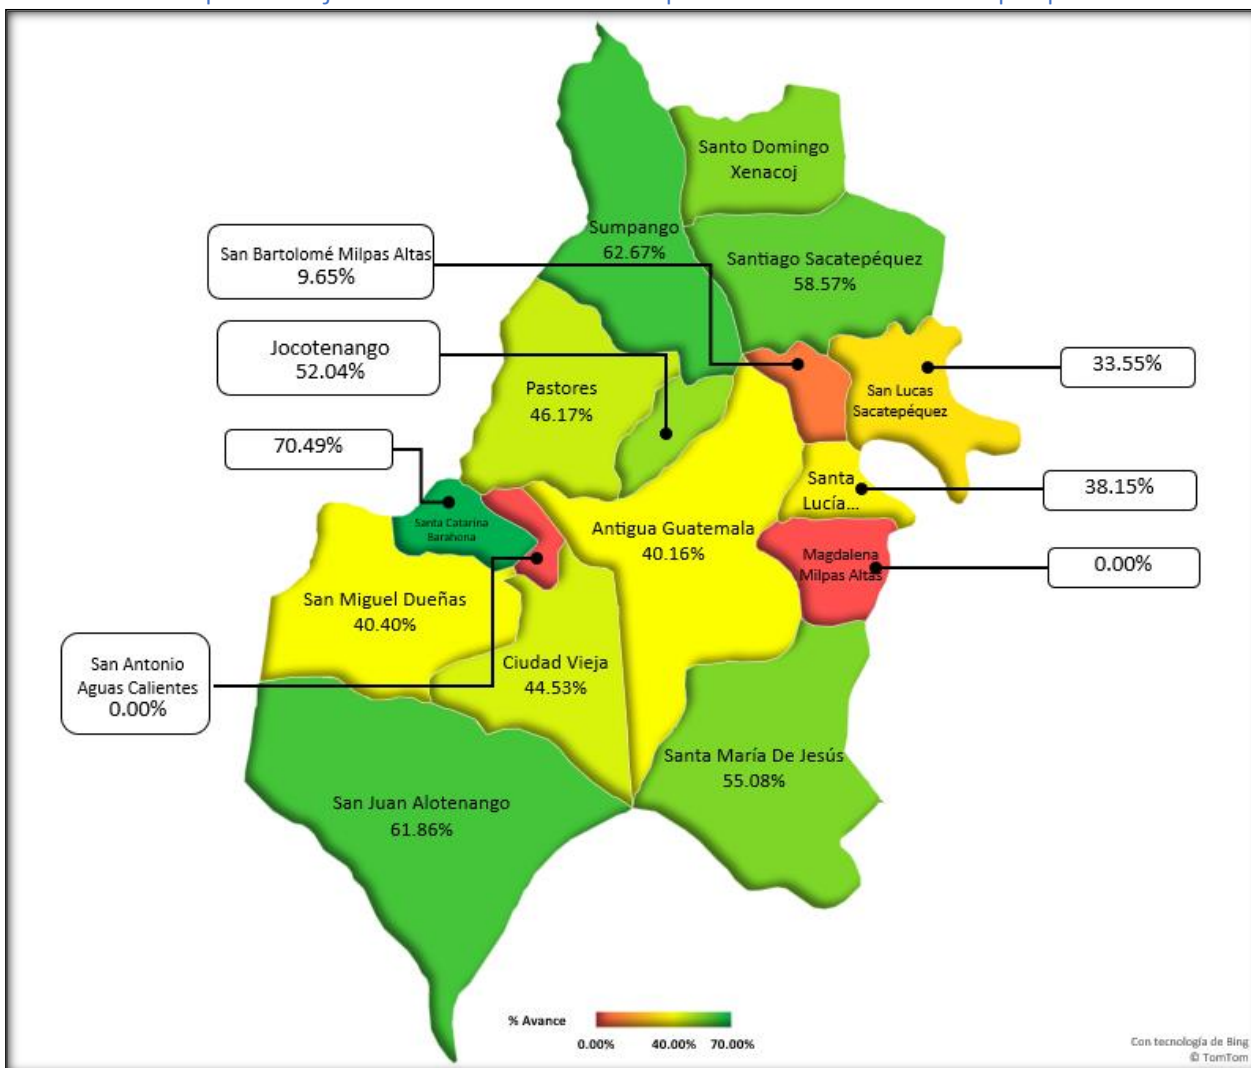 Santo Domingo
Xenacoj
Sumpango
62.67%
Santiago Sacatepéquez
58.57%
San Bartolomé Milpas Altas
9.65%
Jocotenango
52.04%
33.55%
Pastores
46.17%
San Lucas
Sacatepéquez
70.49%
Santa
Lucía...
38.15%
Santa Catarina
Barahona
Antigua Guatemala
40.16%
Magdalena
Milpas Altas
0.00%
San Miguel Dueñas
40.40%
San Antonio
Aguas Calientes
0.00%
Ciudad Vieja
44.53%
Santa María De Jesús
55.08%
San Juan Alotenango
61.86%
% Avance
0.00% 40.00% 70.00%
Con tecnología de Bing
© TomTom